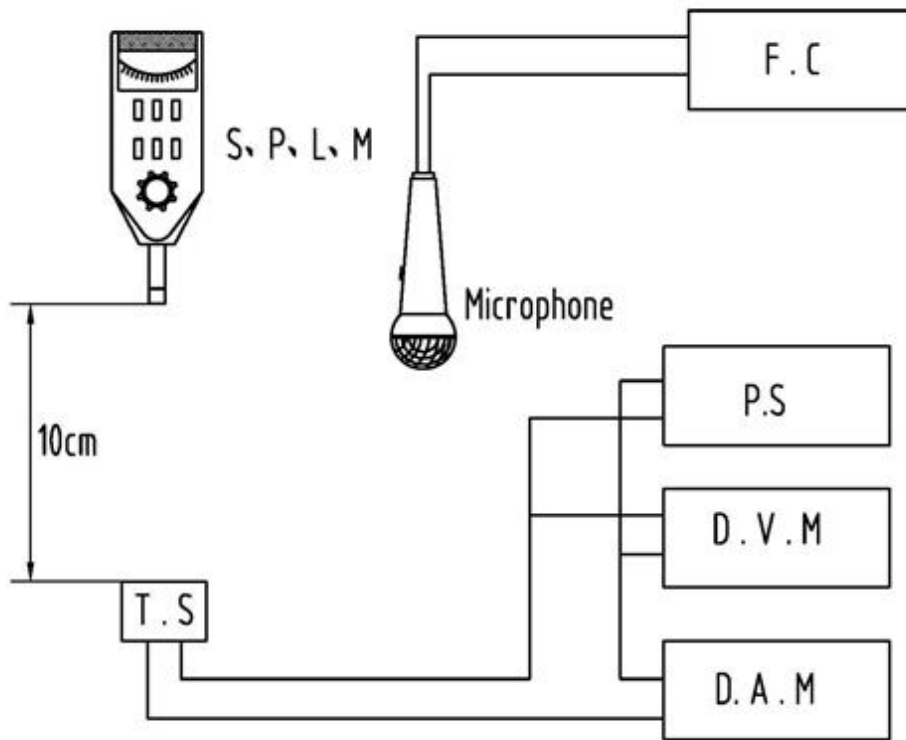 F.C
S、P、L、M
Microphone
P.S
10cm
D.V.M
T.S
D.A.M